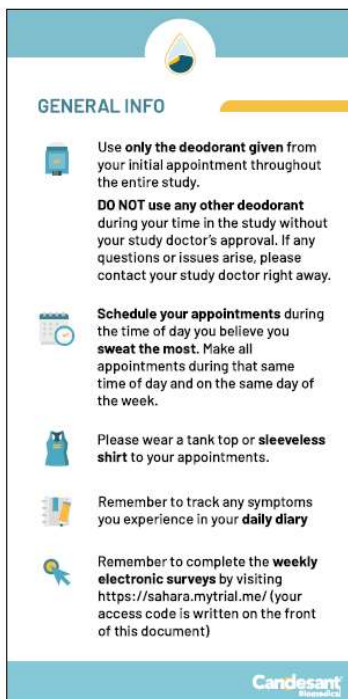 GENERAL INFO
Use only the deodorant given from
your initial appointment throughout
the entire study.
DO NOT use any other deodorant
during your time in the study without
your study doctor's approval. If any
questions or issues arise, please
contact your study doctor right away.
Schedule your appointments during
the time of day you believe you
sweat the most. Make all
appointments during that same
time of day and on the same day of
the week.
Please wear a tank top or sleeveless
shirt to your appointments.
Remember to track any symptoms
you experience in your daily diary
Remember to complete the weekly
electronic surveys by visiting
https://sahara.mytrial.me/ (your
access code is written on the front
of this document)
Candesant
Biomedical